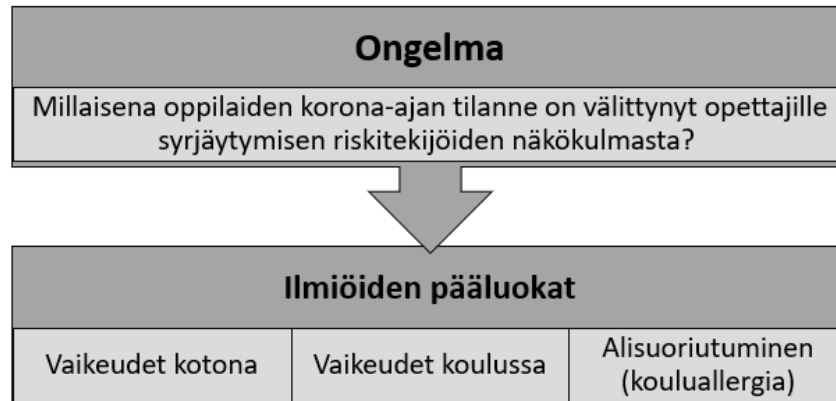 Ongelma
Millaisena oppilaiden korona-ajan tilanne on välittynyt opettajille
syrjäytymisen riskitekijöiden näkökulmasta?
Ilmiöiden pääluokat
Vaikeudet kotona
Vaikeudet koulussa
Alisuoriutuminen
(kouluallergia)